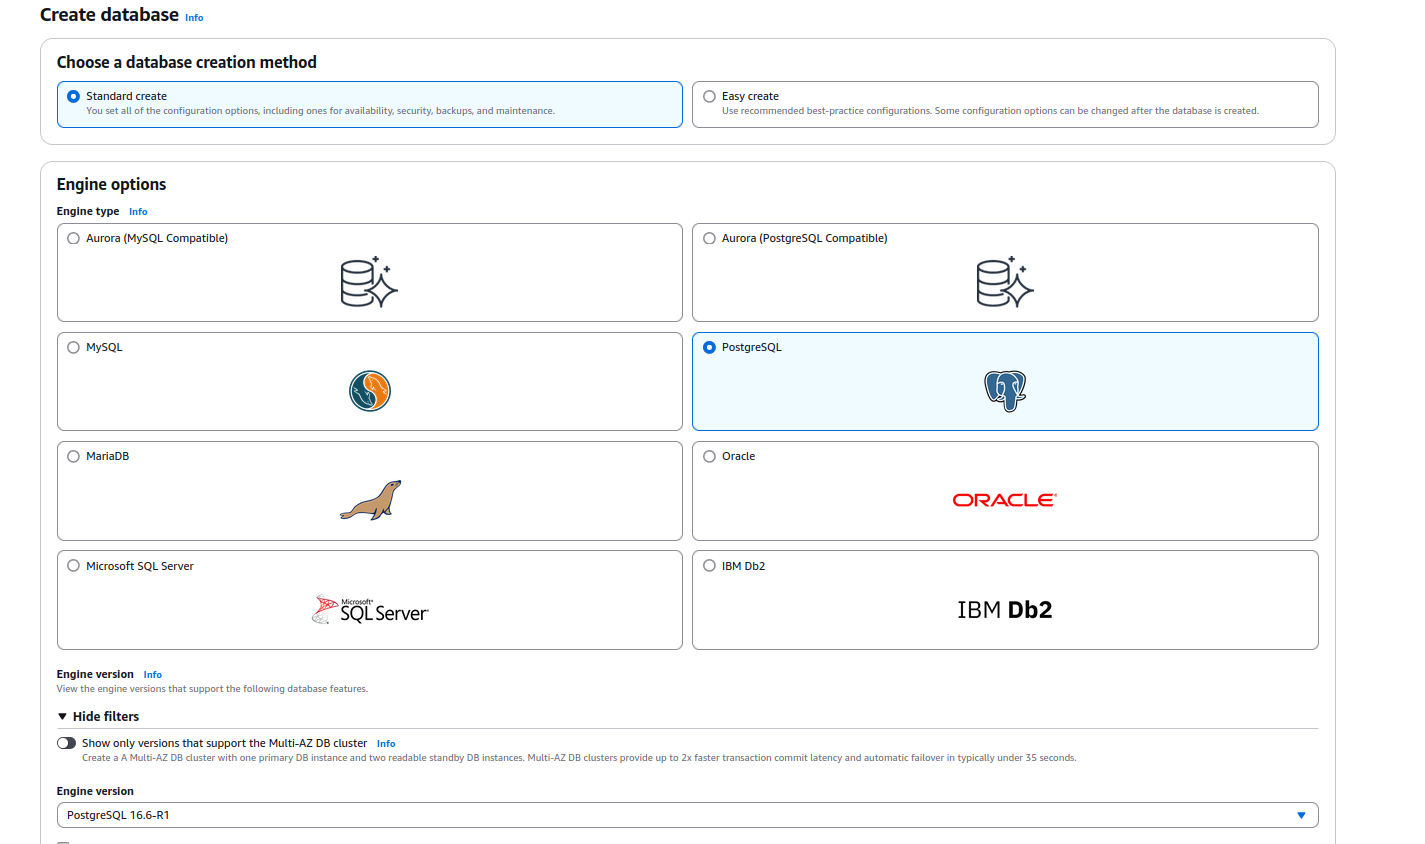 Create database Info
Choose a database creation method
Standard create
You set all of the configuration options, including ones for availability, security, backups, and maintenance.
Easy create
Use recommended best-practice configurations. Some configuration options can be changed after the database is created.
Engine options
Engine type Info
Aurora (MySQL Compatible)
Aurora (PostgreSQL Compatible)
MySQL
PostgreSQL
MariaDB
Oracle
ORACLE
Microsoft SQL Server
Microsoft®
SQL Server
IBM Db2
IBM Db2
Engine version Info
View the engine versions that support the following database features.
Hide filters
Show only versions that support the Multi-AZ DB cluster Info
Create a A Multi-AZ DB cluster with one primary DB instance and two readable standby DB instances. Multi-AZ DB clusters provide up to 2x faster transaction commit latency and automatic failover in typically under 35 seconds.
Engine version
PostgreSQL 16.6-R1